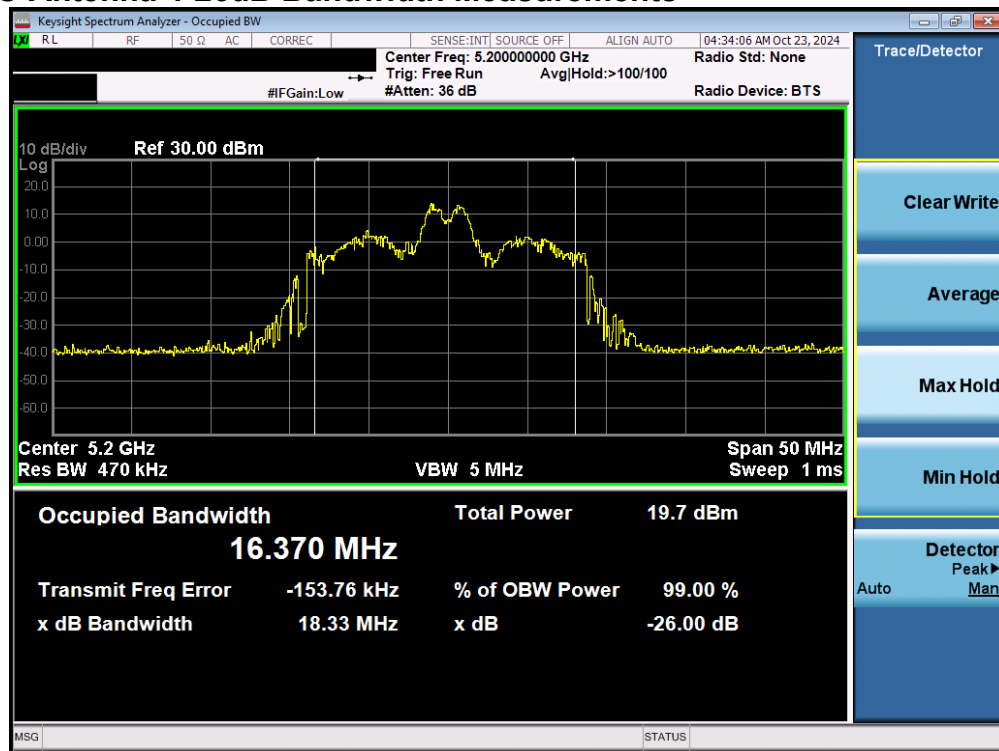 Keysight Spectrum Analyzer - Occupied BW
LXI RL RF 50 Ω AC CORREC SENSE:INT SOURCE OFF ALIGN AUTO 04:34:06 AM Oct 23, 2024
Center Freq: 5.200000000 GHz Radio Std: None
Trig: Free Run Avg|Hold:>100/100
#IFGain:Low #Atten: 36 dB Radio Device: BTS
Trace/Detector
10 dB/div Ref 30.00 dBm
Log
20.0
10.0
0.00
-10.0
-20.0
-30.0
-40.0
-50.0
-60.0
Center 5.2 GHz Span 50 MHz
Res BW 470 kHz VBW 5 MHz Sweep 1 ms
Occupied Bandwidth Total Power 19.7 dBm
16.370 MHz
Transmit Freq Error -153.76 kHz % of OBW Power 99.00 %
x dB Bandwidth 18.33 MHz x dB -26.00 dB
Clear Write
Average
Max Hold
Min Hold
Detector
Peak▶
Auto Man
MSG STATUS